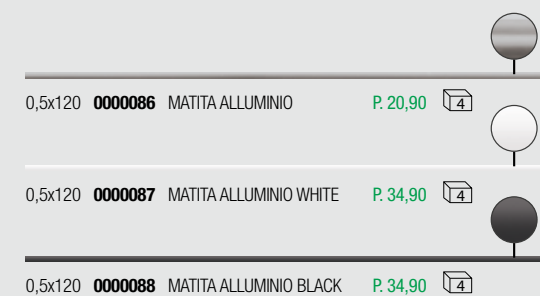 0,5x120 0000086 MATITA ALLUMINIO P. 20,90 4
0,5x120 0000087 MATITA ALLUMINIO WHITE P. 34,90 4
0,5x120 0000088 MATITA ALLUMINIO BLACK P. 34,90 4